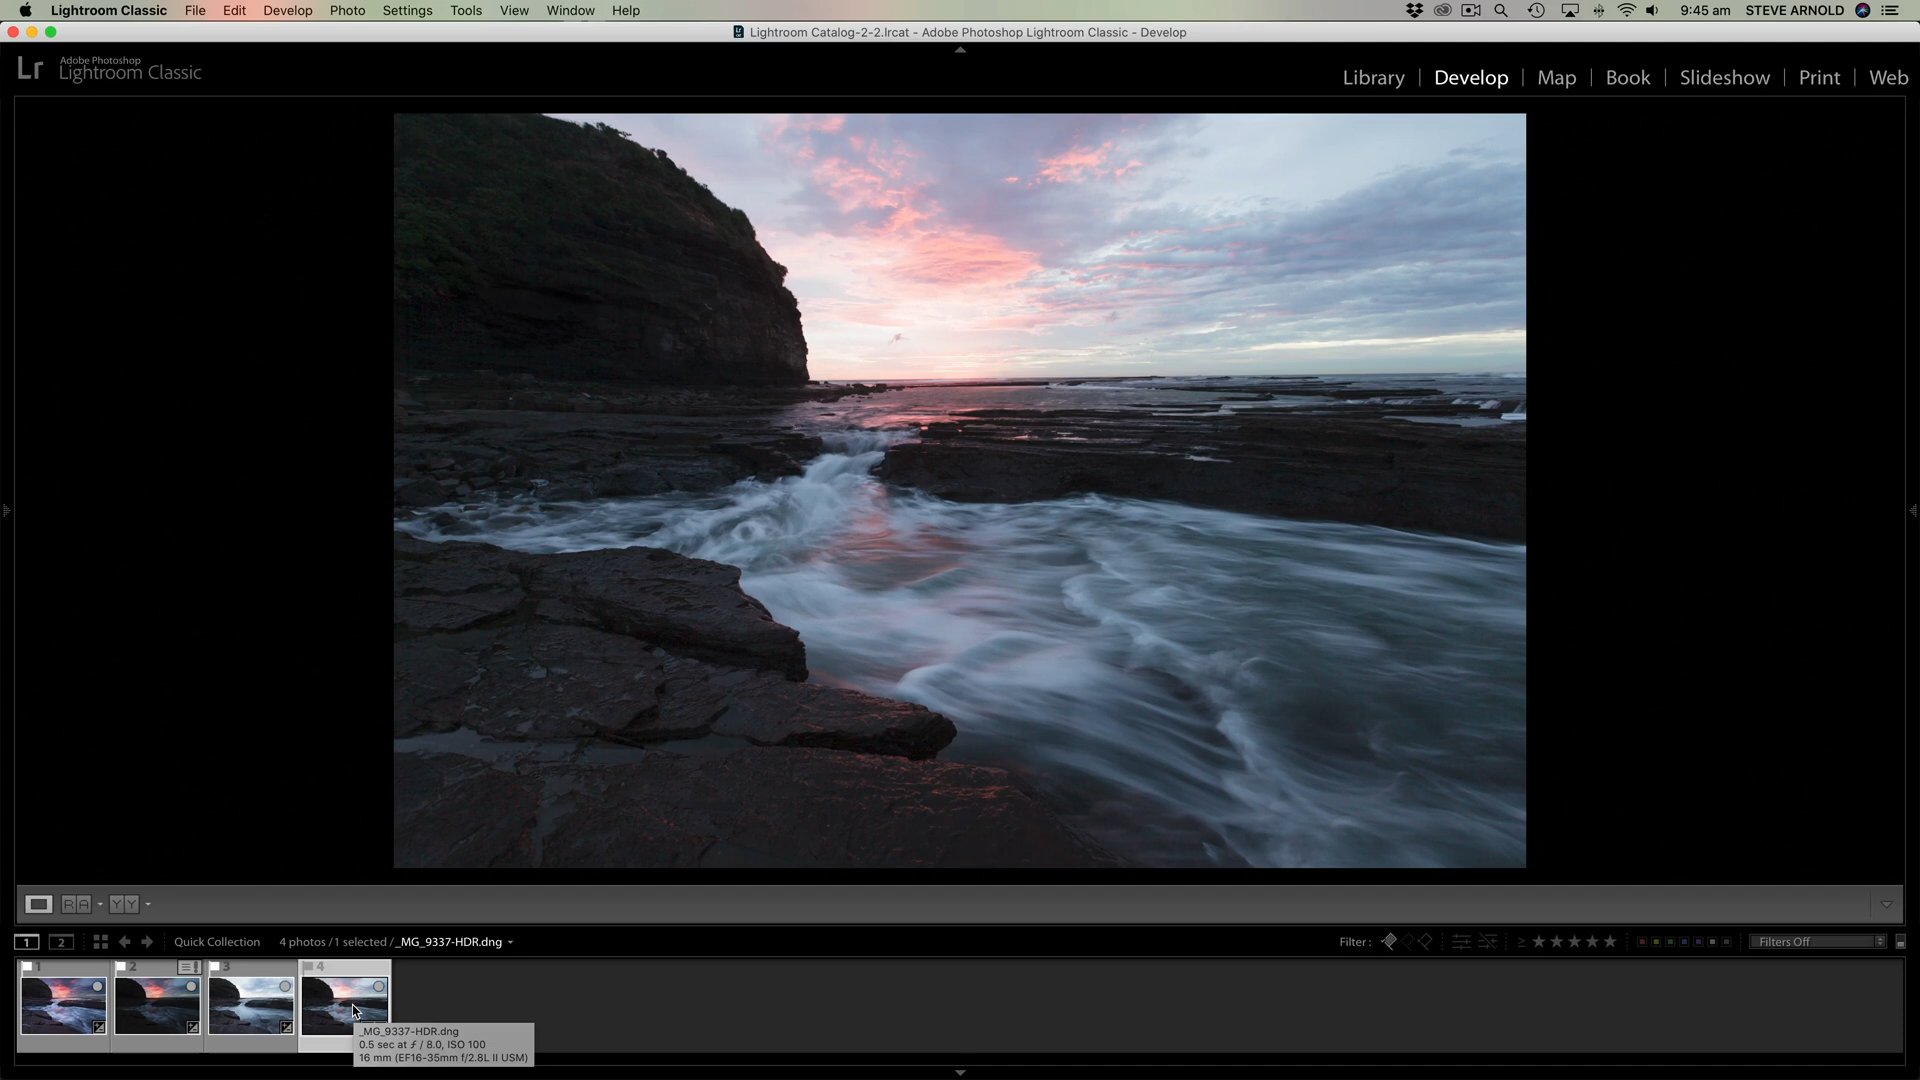 Lightroom Classic File Edit Develop Photo Settings Tools View Window Help 9:45 am STEVE ARNOLD
Lightroom Catalog-2-2.lrcat - Adobe Photoshop Lightroom Classic - Develop
Lr Adobe Photoshop
Lightroom Classic
Library | Develop | Map | Book | Slideshow | Print | Web
R A Y Y
1 2 Quick Collection 4 photos / 1 selected / _MG_9337-HDR.dng Filter : ≥ ★★★★★ Filters Off
1 2 3 4
_MG_9337-HDR.dng
0.5 sec at ƒ / 8.0, ISO 100
16 mm (EF16-35mm f/2.8L II USM)